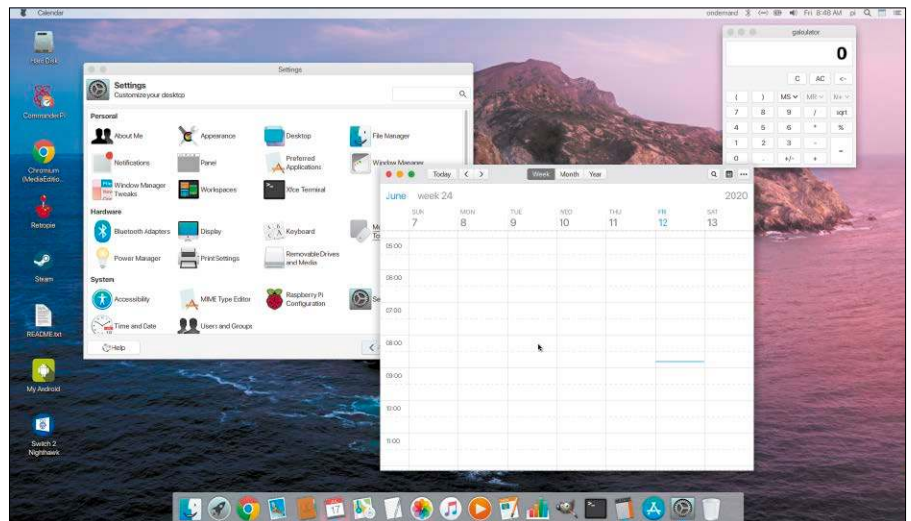 Calendar
ondemand
Fri 8:48 AM pi
CommanderPi
Chromium
(MediaEditio...
Retropie
Steam
README.txt
My Android
Switch 2
Nighthawk
Settings
Settings
Customize your desktop
Personal
About Me
Appearance
Desktop
File Manager
Notifications
Panel
Preferred
Applications
Window Manager
Window Manager
Tweaks
Workspaces
Xfce Terminal
Hardware
Bluetooth Adapters
Display
Keyboard
Power Manager
Print Settings
Removable Drives
and Media
System
Accessibility
MIME Type Editor
Raspberry Pi
Configuration
Se
Time and Date
Users and Groups
Help
Today < >
Week Month Year
June week 24
2020
SUN MON TUE WED THU FRI SAT
7 8 9 10 11 12 13
05:00
06:00
07:00
08:00
09:00
10:00
11:00
galculator
0
C AC <-
( ) MS MR M+
7 8 9 / sqrt
4 5 6 * %
1 2 3 -
0 . +/- +
17